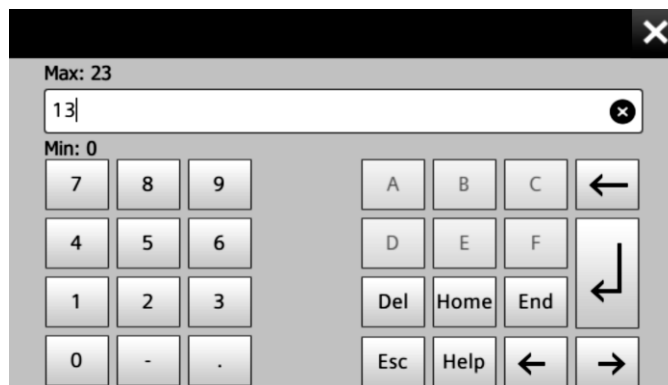 Max: 23
13
Min: 0
7 8 9 A B C
4 5 6 D E F
1 2 3 Del Home End
0 - . Esc Help